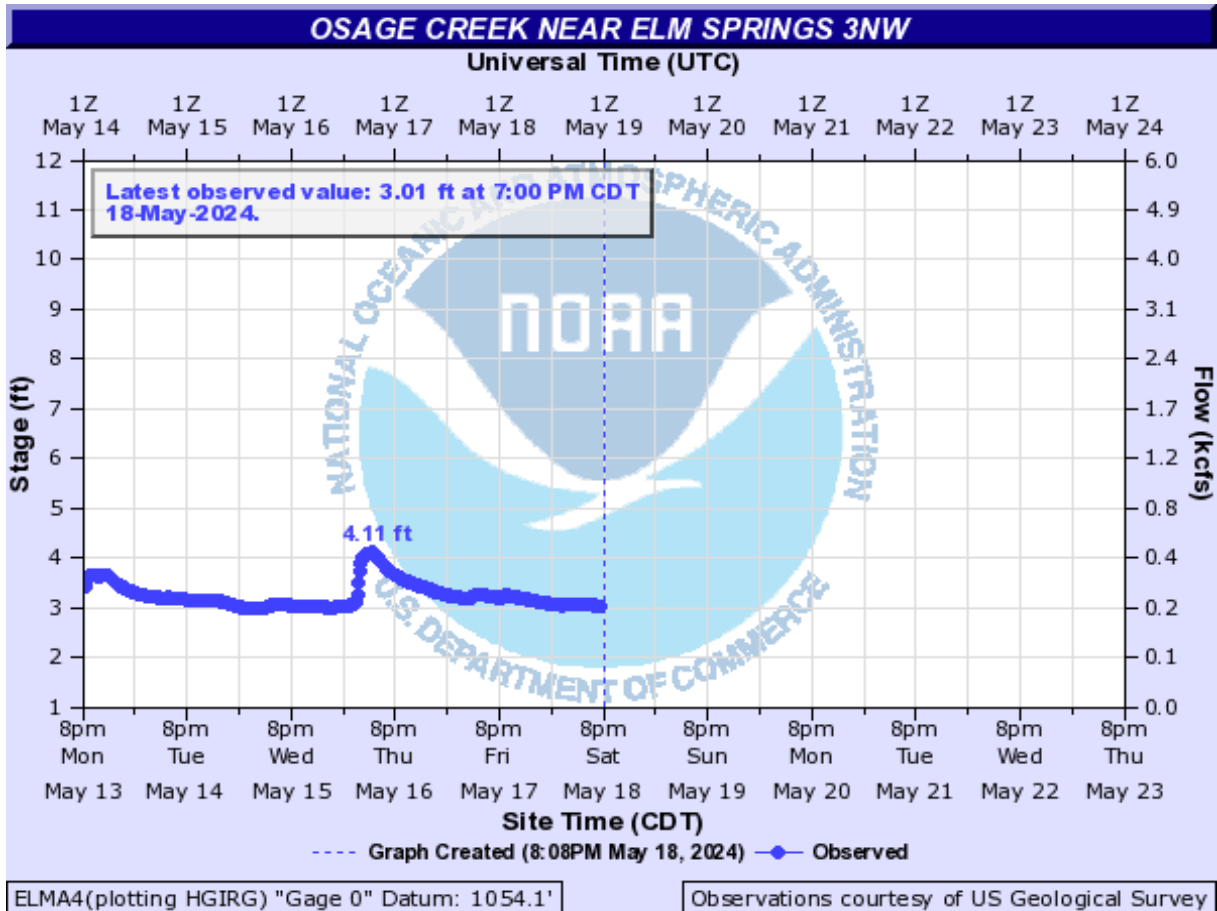 OSAGE CREEK NEAR ELM SPRINGS 3NW
Universal Time (UTC)
1Z 1Z 1Z 1Z 1Z 1Z 1Z 1Z 1Z 1Z 1Z
May 14 May 15 May 16 May 17 May 18 May 19 May 20 May 21 May 22 May 23 May 24
Latest observed value: 3.01 ft at 7:00 PM CDT
18-May-2024.
12 6.0
11 4.9
10 4.0
9 3.1
8 2.4
7 1.7
6 1.2
5 0.8
4 0.4
3 0.2
2 0.1
1 0.0
Stage (ft)
Flow (kcfs)
NATIONAL OCEANIC AND ATMOSPHERIC ADMINISTRATION
NOAA
U.S. DEPARTMENT OF COMMERCE
4.11 ft
8pm 8pm 8pm 8pm 8pm 8pm 8pm 8pm 8pm 8pm 8pm
Mon Tue Wed Thu Fri Sat Sun Mon Tue Wed Thu
May 13 May 14 May 15 May 16 May 17 May 18 May 19 May 20 May 21 May 22 May 23
Site Time (CDT)
Graph Created (8:08PM May 18, 2024) Observed
ELMA4(plotting HGIRG) "Gage 0" Datum: 1054.1'
Observations courtesy of US Geological Survey